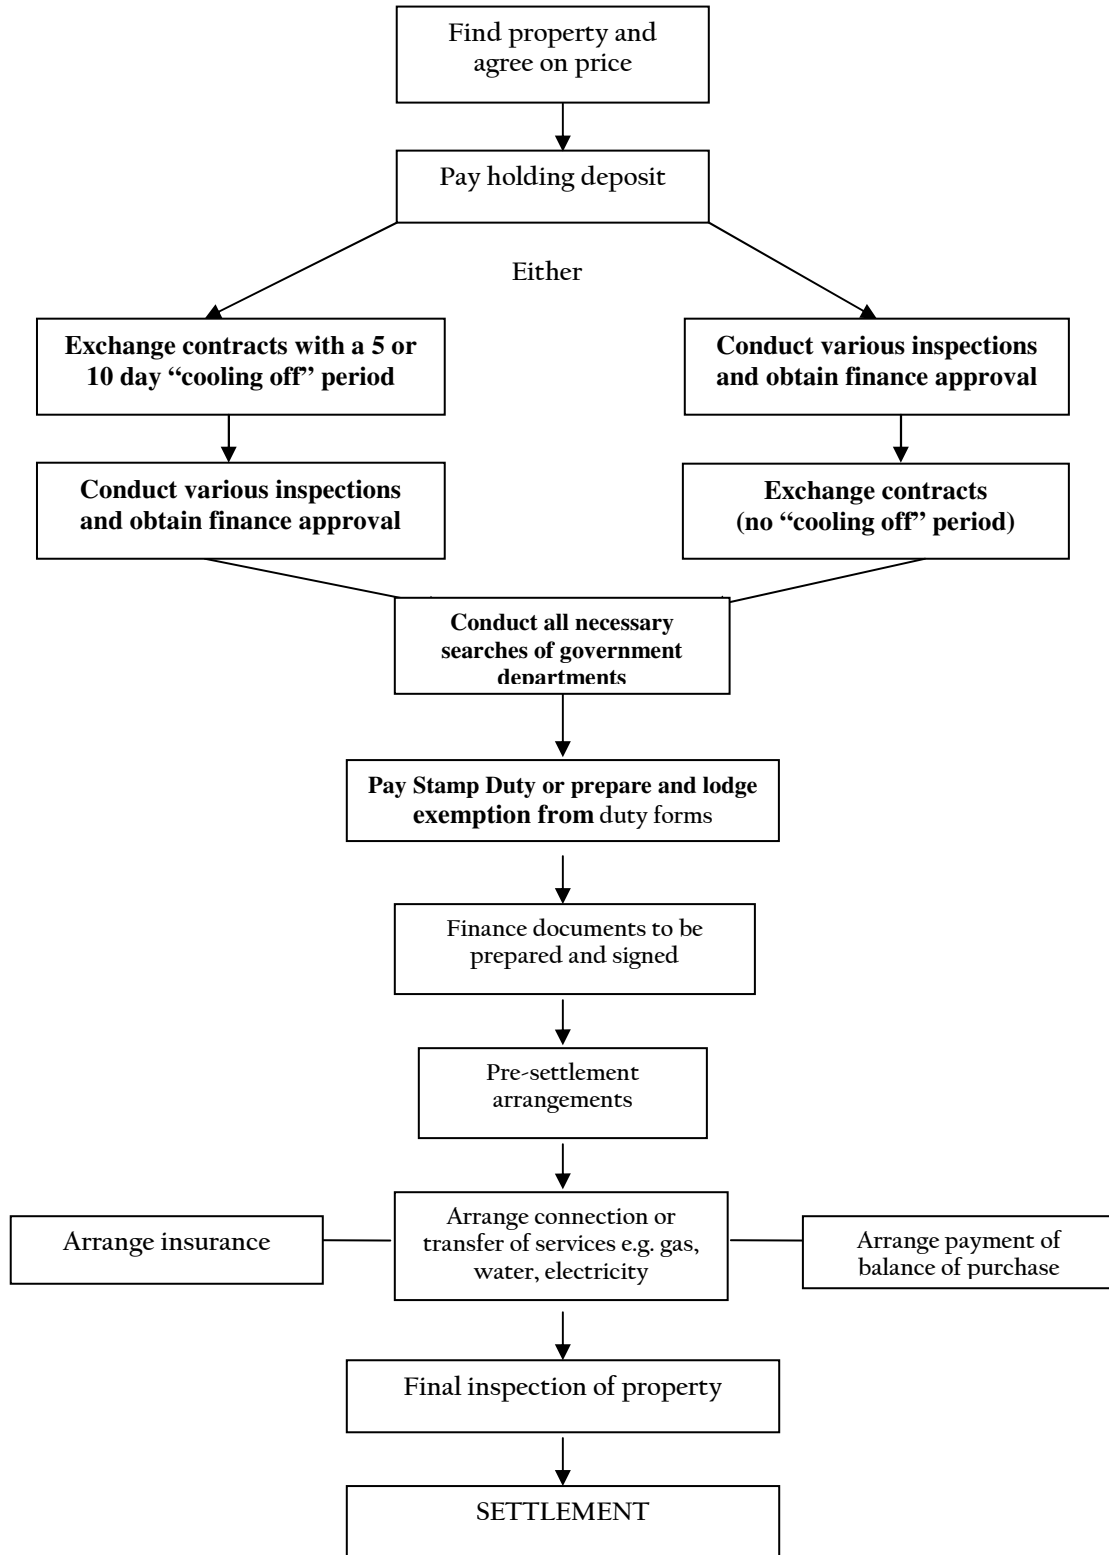 Find property and
agree on price
Pay holding deposit
Either
Exchange contracts with a 5 or
10 day “cooling off” period
Conduct various inspections
and obtain finance approval
Conduct various inspections
and obtain finance approval
Exchange contracts
(no “cooling off” period)
Conduct all necessary
searches of government
departments
Pay Stamp Duty or prepare and lodge
exemption from duty forms
Finance documents to be
prepared and signed
Pre-settlement
arrangements
Arrange insurance
Arrange connection or
transfer of services e.g. gas,
water, electricity
Arrange payment of
balance of purchase
Final inspection of property
SETTLEMENT